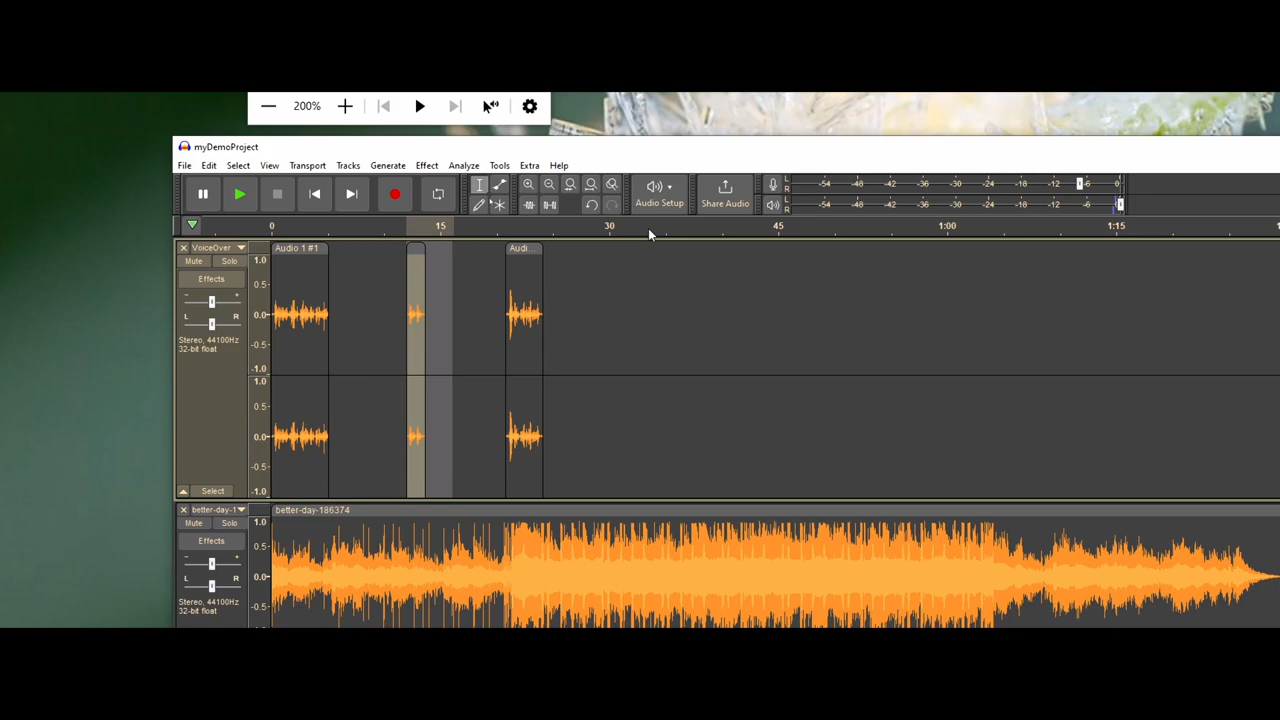 200%
myDemoProject
File Edit Select View Transport Tracks Generate Effect Analyze Tools Extra Help
L R -54 -48 -42 -36 -30 -24 -18 -12 -6 0
Audio Setup Share Audio
L R -54 -48 -42 -36 -30 -24 -18 -12 -6 0
0 15 30 45 1:00 1:15
VoiceOver Audio 1 #1 Audi...
Mute Solo 1.0
Effects 0.5
- +
L R 0.0
Stereo, 44100Hz -0.5
32-bit float
-1.0
1.0
0.5
0.0
-0.5
Select -1.0
better-day-1 better-day-186374
Mute Solo 1.0
Effects 0.5
- +
L R 0.0
Stereo, 44100Hz -0.5
32-bit float